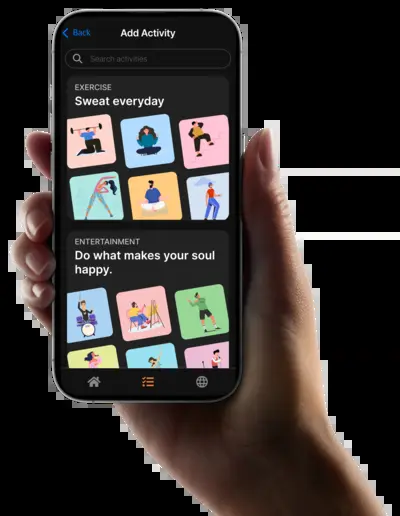 Back
Add Activity
Search activities
EXERCISE
Sweat everyday
ENTERTAINMENT
Do what makes your soul
happy.